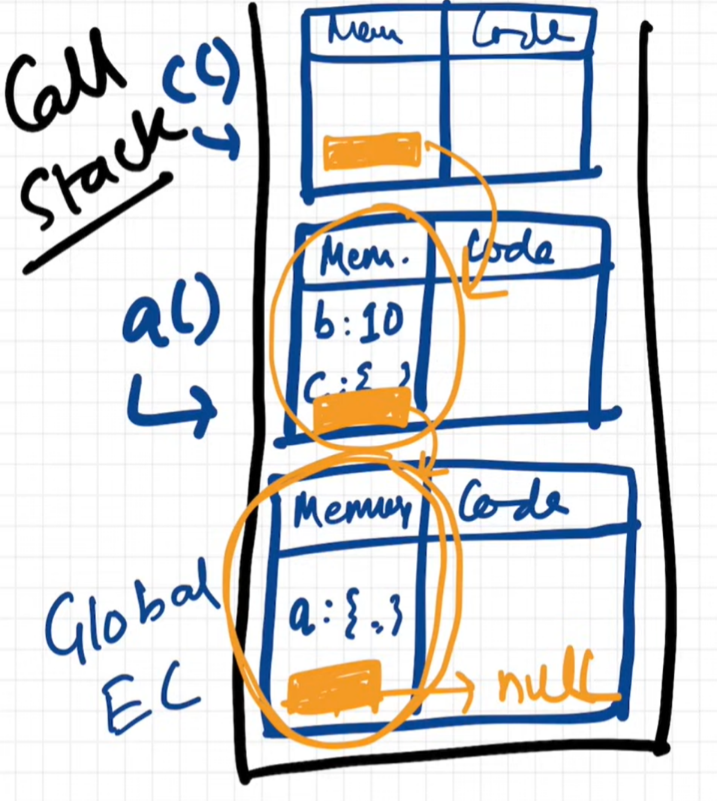 Call
Stack
c()
Mem Code
a()
Mem. Code
b:10
c:{ }
Global
EC
Memory Code
a:{..}
null